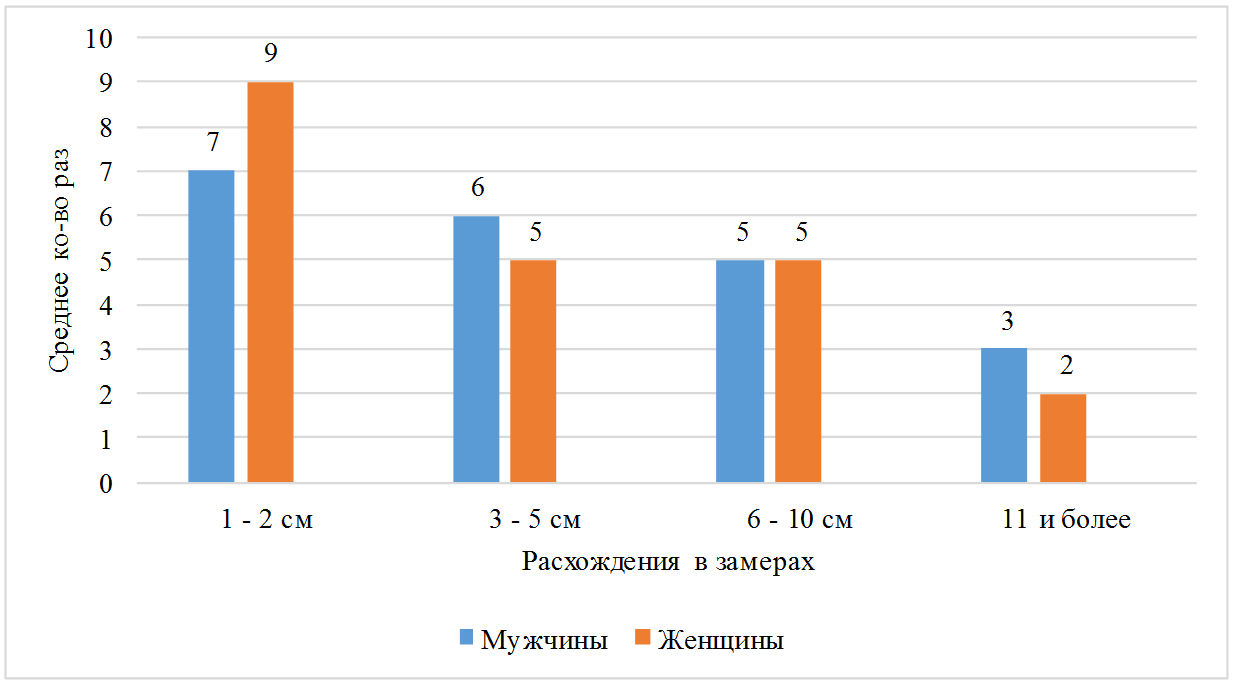 10
9
8
7
6
5
4
3
2
1
0
Среднее ко-во раз
7
9
6
5
5
5
3
2
1 - 2 см
3 - 5 см
6 - 10 см
11 и более
Расхождения в замерах
Мужчины
Женщины